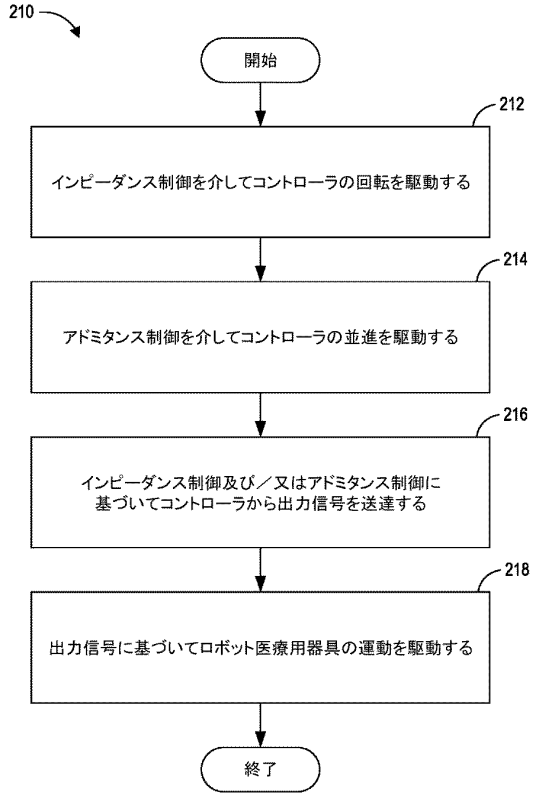 210
開始
212
インピーダンス制御を介してコントローラの回転を駆動する
214
アドミタンス制御を介してコントローラの並進を駆動する
216
インピーダンス制御及び／又はアドミタンス制御に
基づいてコントローラから出力信号を送達する
218
出力信号に基づいてロボット医療用器具の運動を駆動する
終了